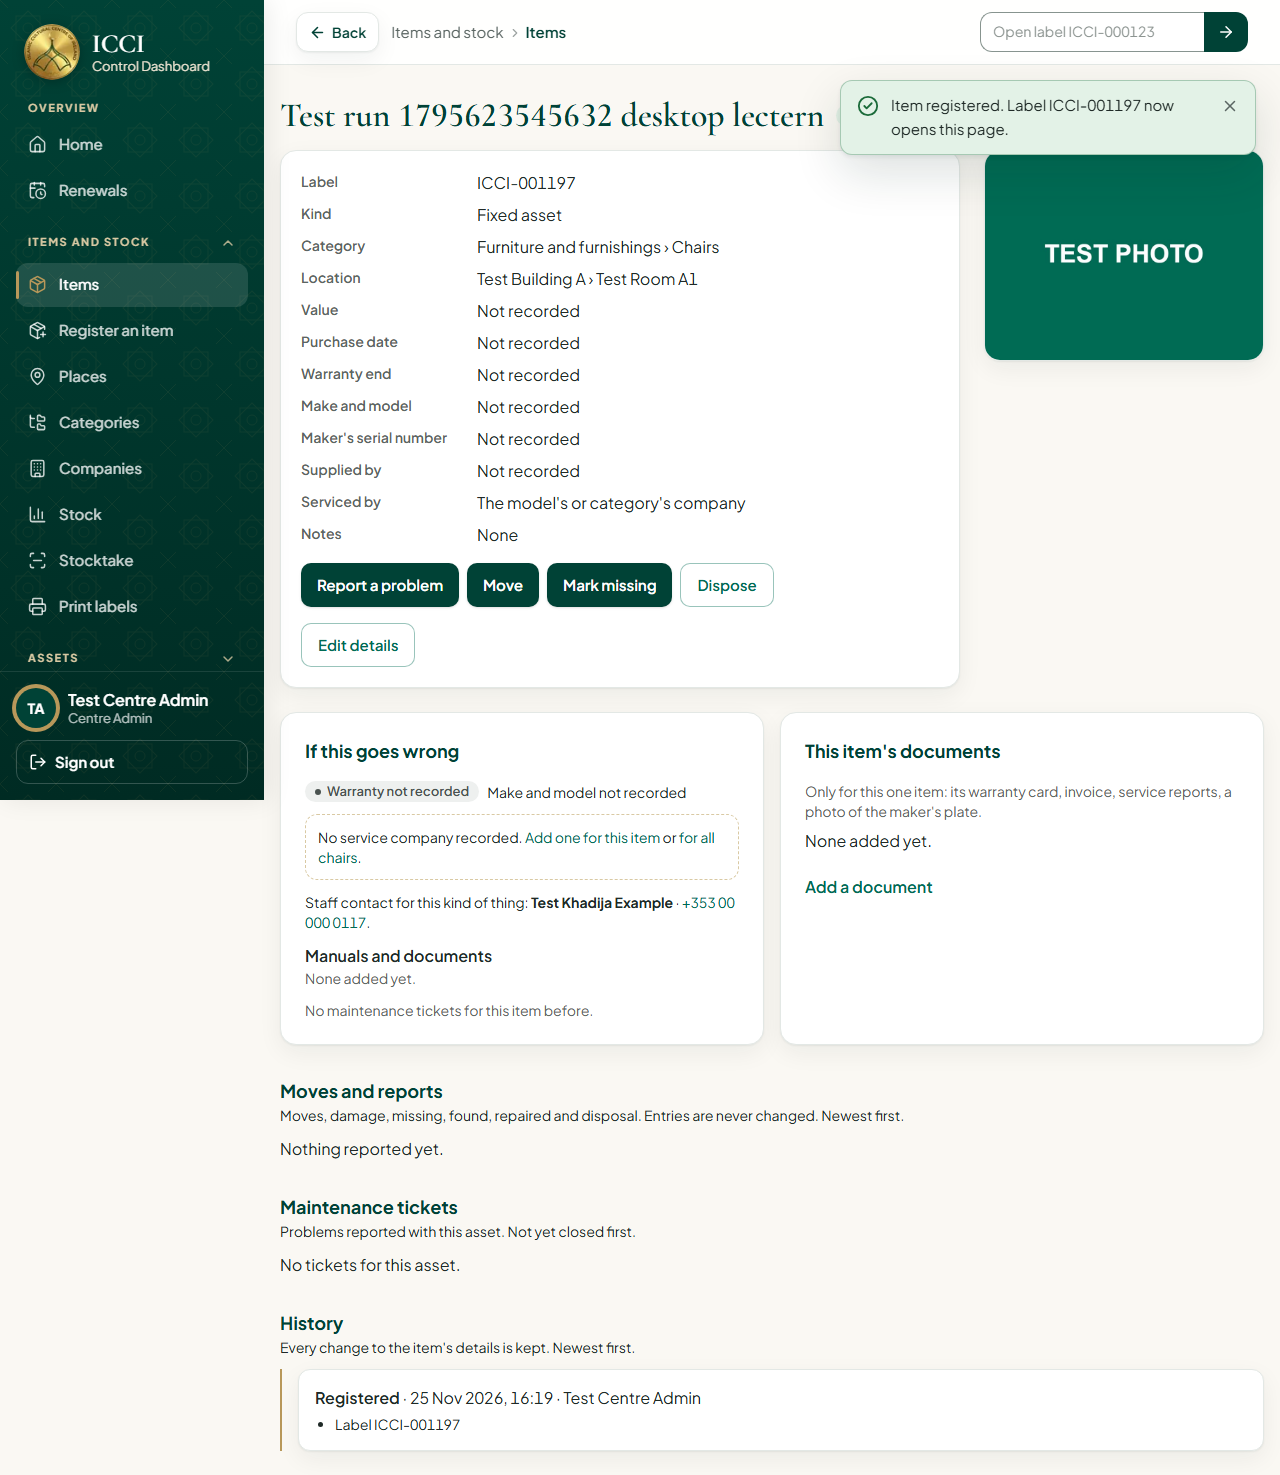 ICCI
Control Dashboard
OVERVIEW
Home
Renewals
ITEMS AND STOCK
Items
Register an item
Places
Categories
Companies
Stock
Stocktake
Print labels
ASSETS
TA
Test Centre Admin
Centre Admin
Sign out
Back
Items and stock › Items
Open label ICCI-000123
Item registered. Label ICCI-001197 now
opens this page.
Test run 1795623545632 desktop lectern
Label ICCI-001197
Kind Fixed asset
Category Furniture and furnishings › Chairs
Location Test Building A › Test Room A1
Value Not recorded
Purchase date Not recorded
Warranty end Not recorded
Make and model Not recorded
Maker's serial number Not recorded
Supplied by Not recorded
Serviced by The model's or category's company
Notes None
Report a problem Move Mark missing Dispose
Edit details
TEST PHOTO
If this goes wrong
Warranty not recorded Make and model not recorded
No service company recorded. Add one for this item or for all
chairs.
Staff contact for this kind of thing: Test Khadija Example · +353 00
000 0117.
Manuals and documents
None added yet.
No maintenance tickets for this item before.
This item's documents
Only for this one item: its warranty card, invoice, service reports, a
photo of the maker's plate.
None added yet.
Add a document
Moves and reports
Moves, damage, missing, found, repaired and disposal. Entries are never changed. Newest first.
Nothing reported yet.
Maintenance tickets
Problems reported with this asset. Not yet closed first.
No tickets for this asset.
History
Every change to the item's details is kept. Newest first.
Registered · 25 Nov 2026, 16:19 · Test Centre Admin
• Label ICCI-001197